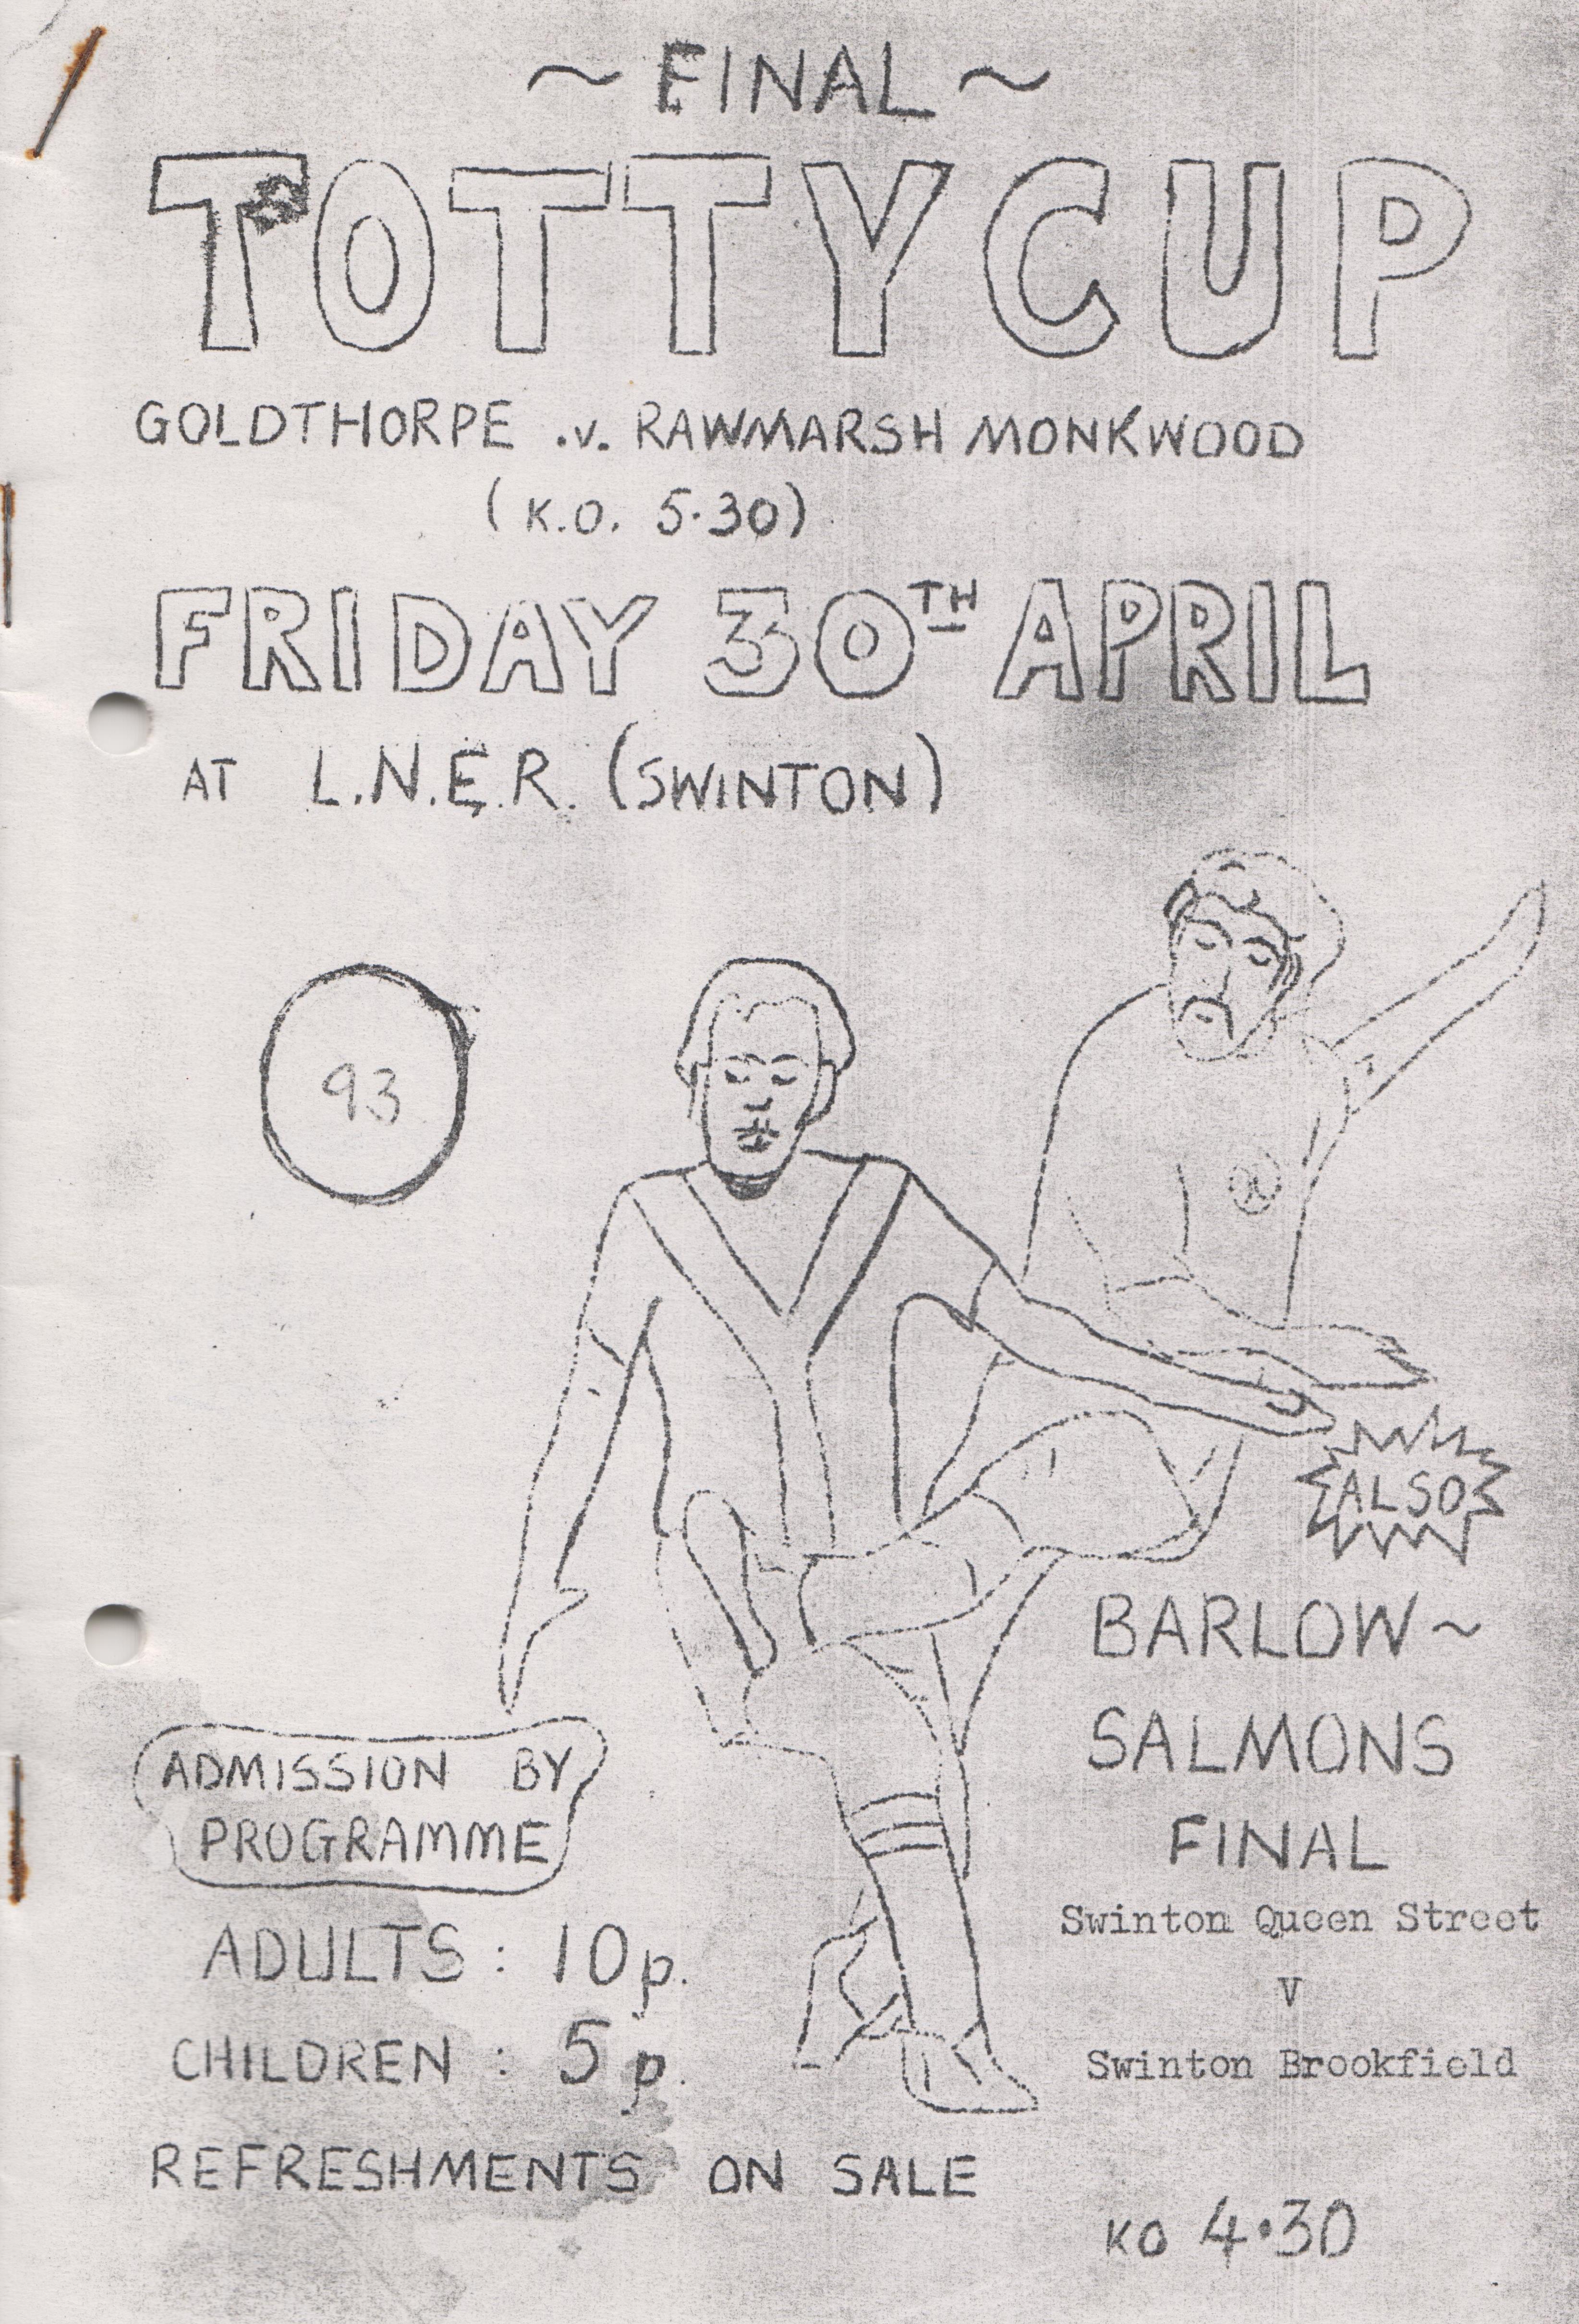 ~ FINAL ~
TOTTY CUP
GOLDTHORPE .v. RAWMARSH MONKWOOD
(K.O. 5·30)
FRIDAY 30TH APRIL
AT L.N.E.R. (SWINTON)
93
ALSO
BARLOW ~
SALMONS
FINAL
Swinton Queen Street
V
Swinton Brookfield
KO 4·30
ADMISSION BY
PROGRAMME
ADULTS : 10p.
CHILDREN : 5p.
REFRESHMENTS ON SALE